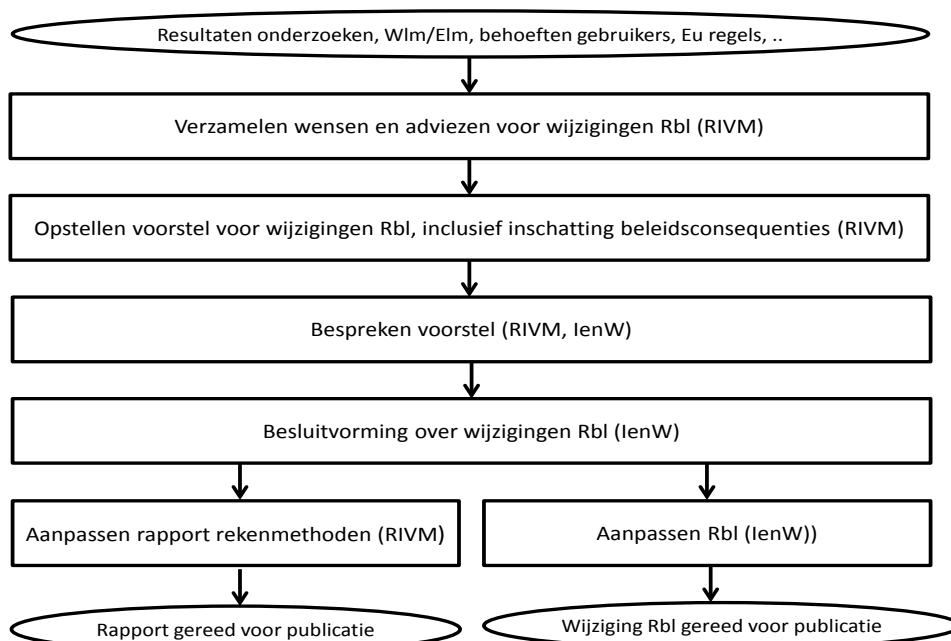 Resultaten onderzoeken, Wlm/Elm, behoeften gebruikers, Eu regels, ..
Verzamelen wensen en adviezen voor wijzigingen Rbl (RIVM)
Opstellen voorstel voor wijzigingen Rbl, inclusief inschatting beleidsconsequenties (RIVM)
Bespreken voorstel (RIVM, IenW)
Besluitvorming over wijzigingen Rbl (IenW)
Aanpassen rapport rekenmethoden (RIVM)
Aanpassen Rbl (IenW))
Rapport gereed voor publicatie
Wijziging Rbl gereed voor publicatie